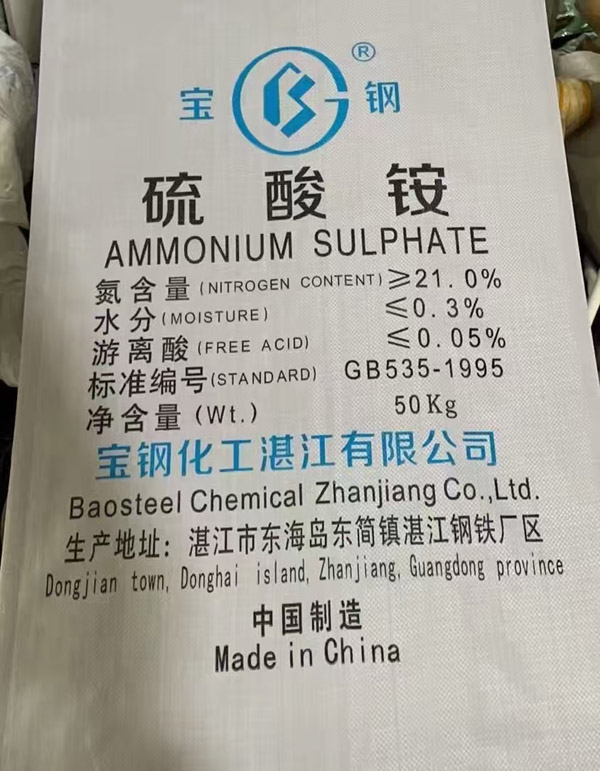 宝 钢 ®
硫酸铵
AMMONIUM SULPHATE
氮含量(NITROGEN CONTENT)≥21.0%
水分(MOISTURE) ≤0.3%
游离酸(FREE ACID) ≤0.05%
标准编号(STANDARD) GB535-1995
净含量(Wt.) 50Kg
宝钢化工湛江有限公司
Baosteel Chemical Zhanjiang Co.,Ltd.
生产地址：湛江市东海岛东简镇湛江钢铁厂区
Dongjian town, Donghai island, Zhanjiang, Guangdong province
中国制造
Made in China